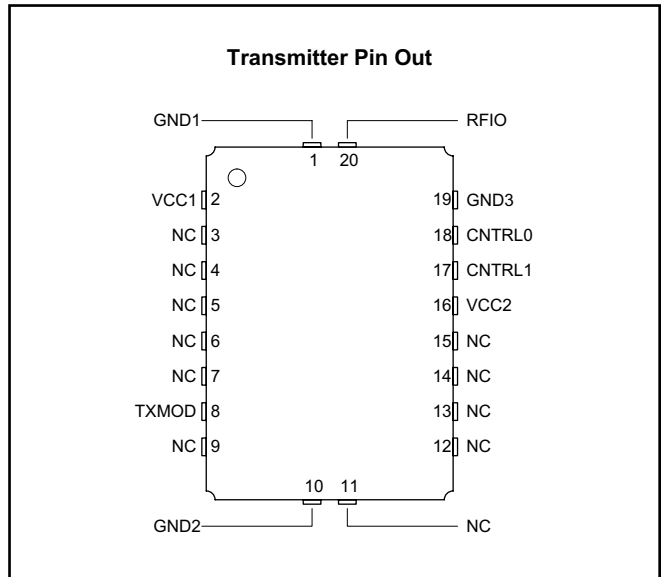 Transmitter Pin Out
GND1 RFIO
1 20
VCC1 2 19 GND3
NC 3 18 CNTRL0
NC 4 17 CNTRL1
NC 5 16 VCC2
NC 6 15 NC
NC 7 14 NC
TXMOD 8 13 NC
NC 9 12 NC
10 11
GND2 NC